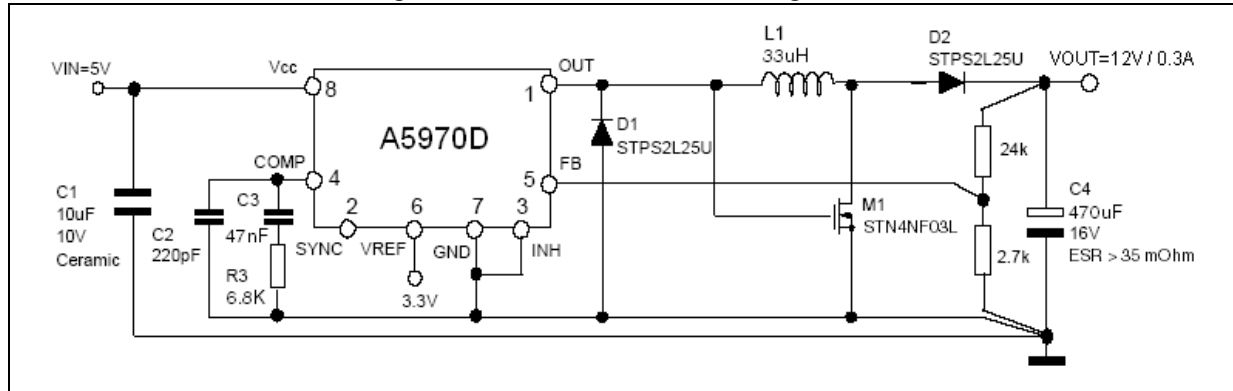 VIN=5V
Vcc
8
OUT
1
A5970D
COMP
4
FB
5
2
6
7
3
SYNC
VREF
GND
INH
3.3V
C1
10uF
10V
Ceramic
C2
220pF
C3
47nF
R3
6.8K
D1
STPS2L25U
L1
33uH
D2
STPS2L25U
VOUT=12V / 0.3A
M1
STN4NF03L
24k
2.7k
C4
470uF
16V
ESR > 35 mOhm